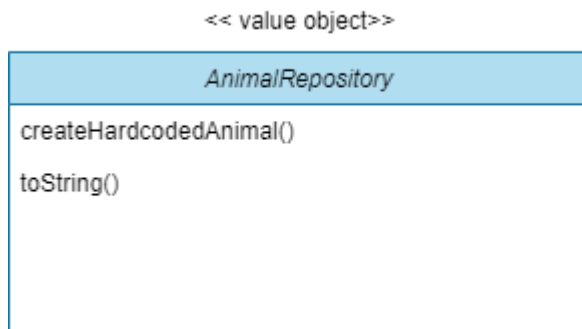 << value object>>
AnimalRepository
createHardcodedAnimal()
toString()